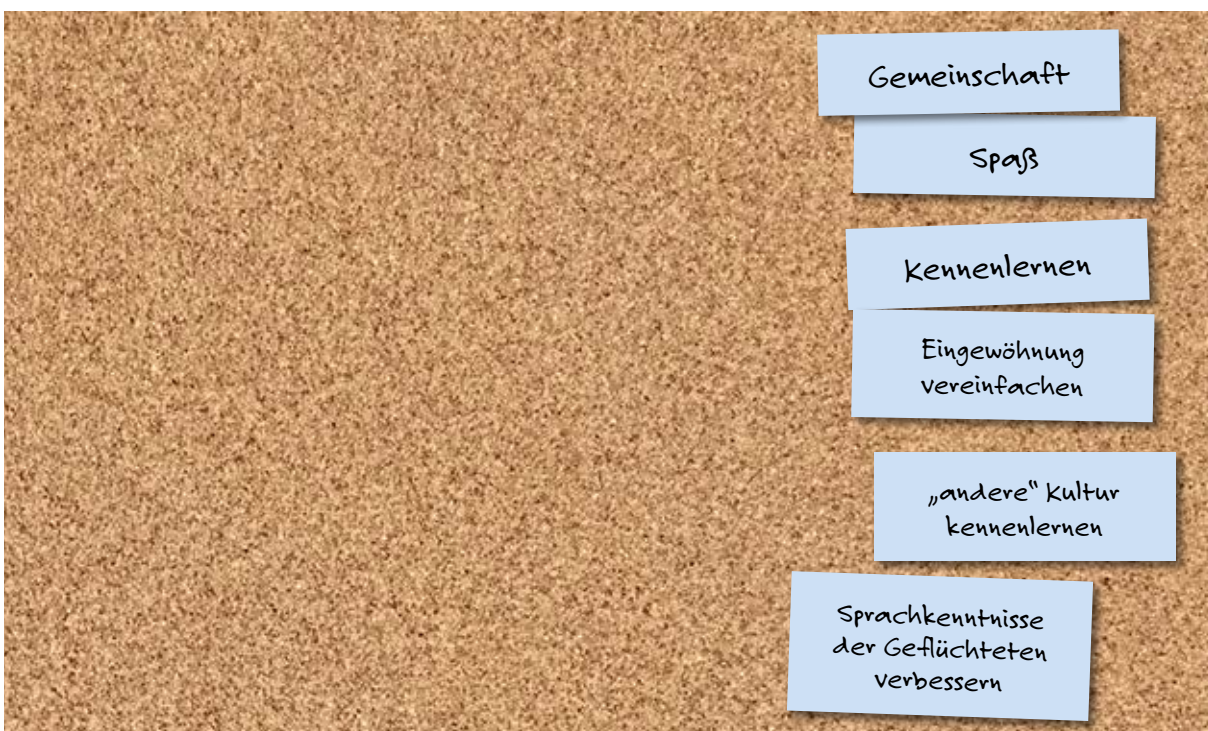 Gemeinschaft
Spaß
Kennenlernen
Eingewöhnung
vereinfachen
„andere“ Kultur
kennenlernen
Sprachkenntnisse
der Geflüchteten
verbessern